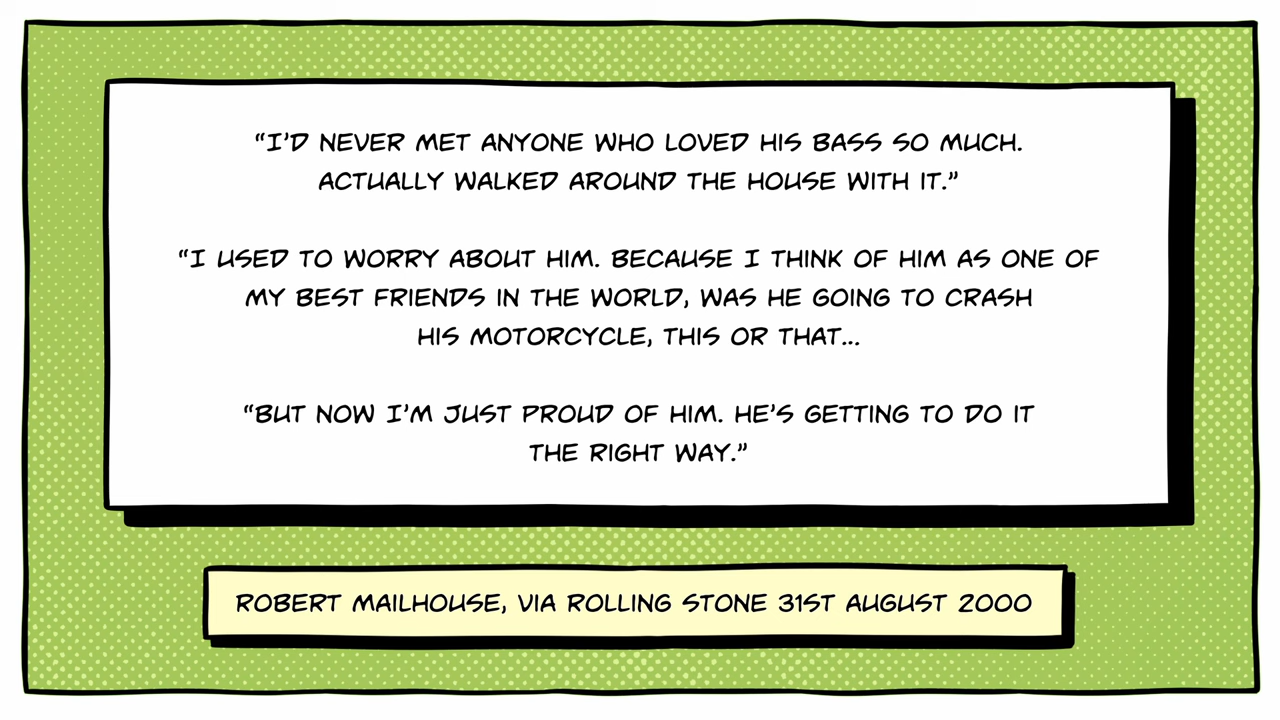 “I’D NEVER MET ANYONE WHO LOVED HIS BASS SO MUCH.
ACTUALLY WALKED AROUND THE HOUSE WITH IT.”
“I USED TO WORRY ABOUT HIM. BECAUSE I THINK OF HIM AS ONE OF
MY BEST FRIENDS IN THE WORLD, WAS HE GOING TO CRASH
HIS MOTORCYCLE, THIS OR THAT...
“BUT NOW I’M JUST PROUD OF HIM. HE’S GETTING TO DO IT
THE RIGHT WAY.”
ROBERT MAILHOUSE, VIA ROLLING STONE 31ST AUGUST 2000